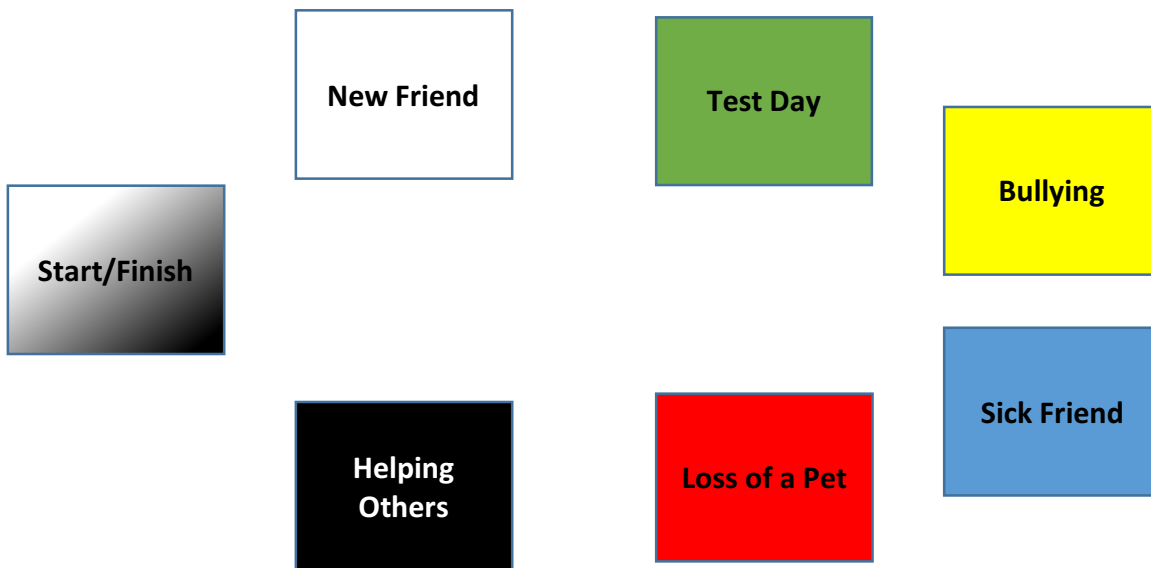 New Friend
Test Day
Bullying
Start/Finish
Sick Friend
Helping
Others
Loss of a Pet